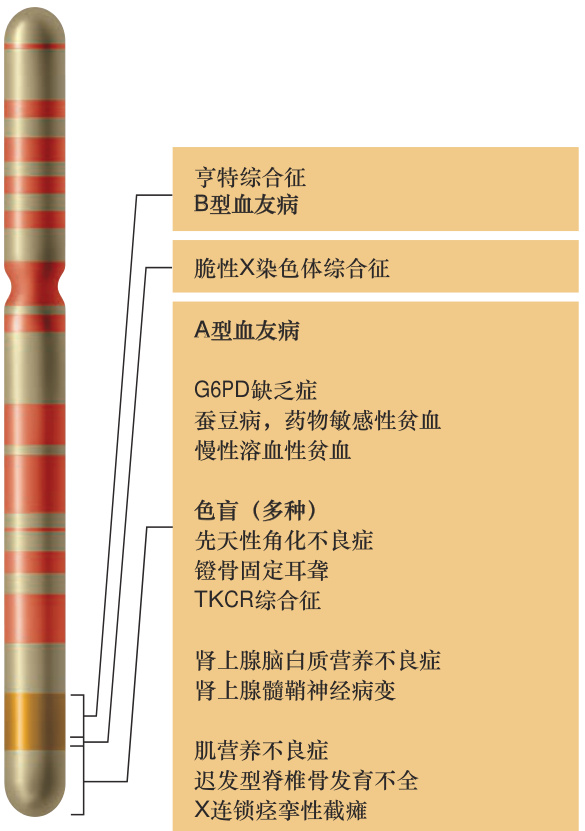 亨特综合征
B型血友病
脆性X染色体综合征
A型血友病
G6PD缺乏症
蚕豆病，药物敏感性贫血
慢性溶血性贫血
色盲（多种）
先天性角化不良症
镫骨固定耳聋
TKCR综合征
肾上腺脑白质营养不良症
肾上腺髓鞘神经病变
肌营养不良症
迟发型脊椎骨发育不全
X连锁痉挛性截瘫